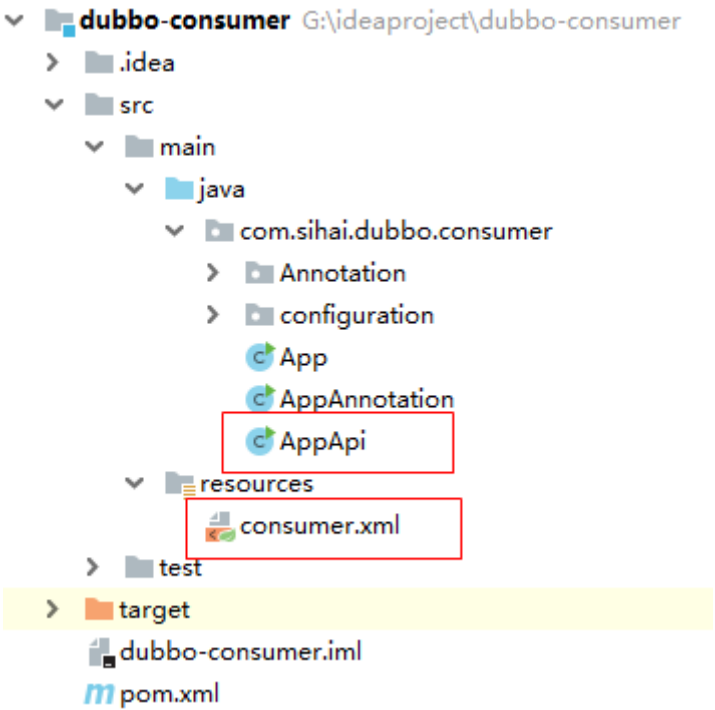 dubbo-consumer G:\ideaproject\dubbo-consumer
.idea
src
main
java
com.sihai.dubbo.consumer
Annotation
configuration
App
AppAnnotation
AppApi
resources
consumer.xml
test
target
dubbo-consumer.iml
pom.xml